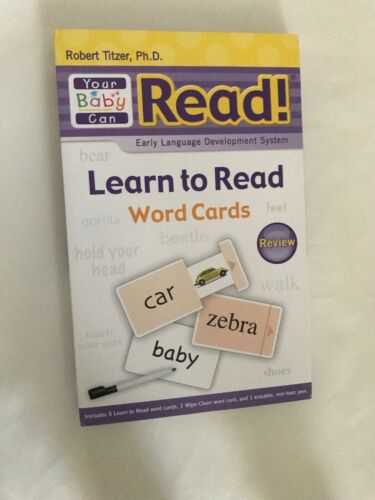 Robert Titzer, Ph.D.
Your
Baby
Can
Read!
Early Language Development System
bear
Learn to Read
gorilla
Word Cards
feet
beetle
hold your
head
Review
walk
car
zebra
touch
your ears
baby
shoes
Includes 5 Learn to Read word cards, 1 Wipe-Clean word card, and 1 erasable, non-toxic pen.